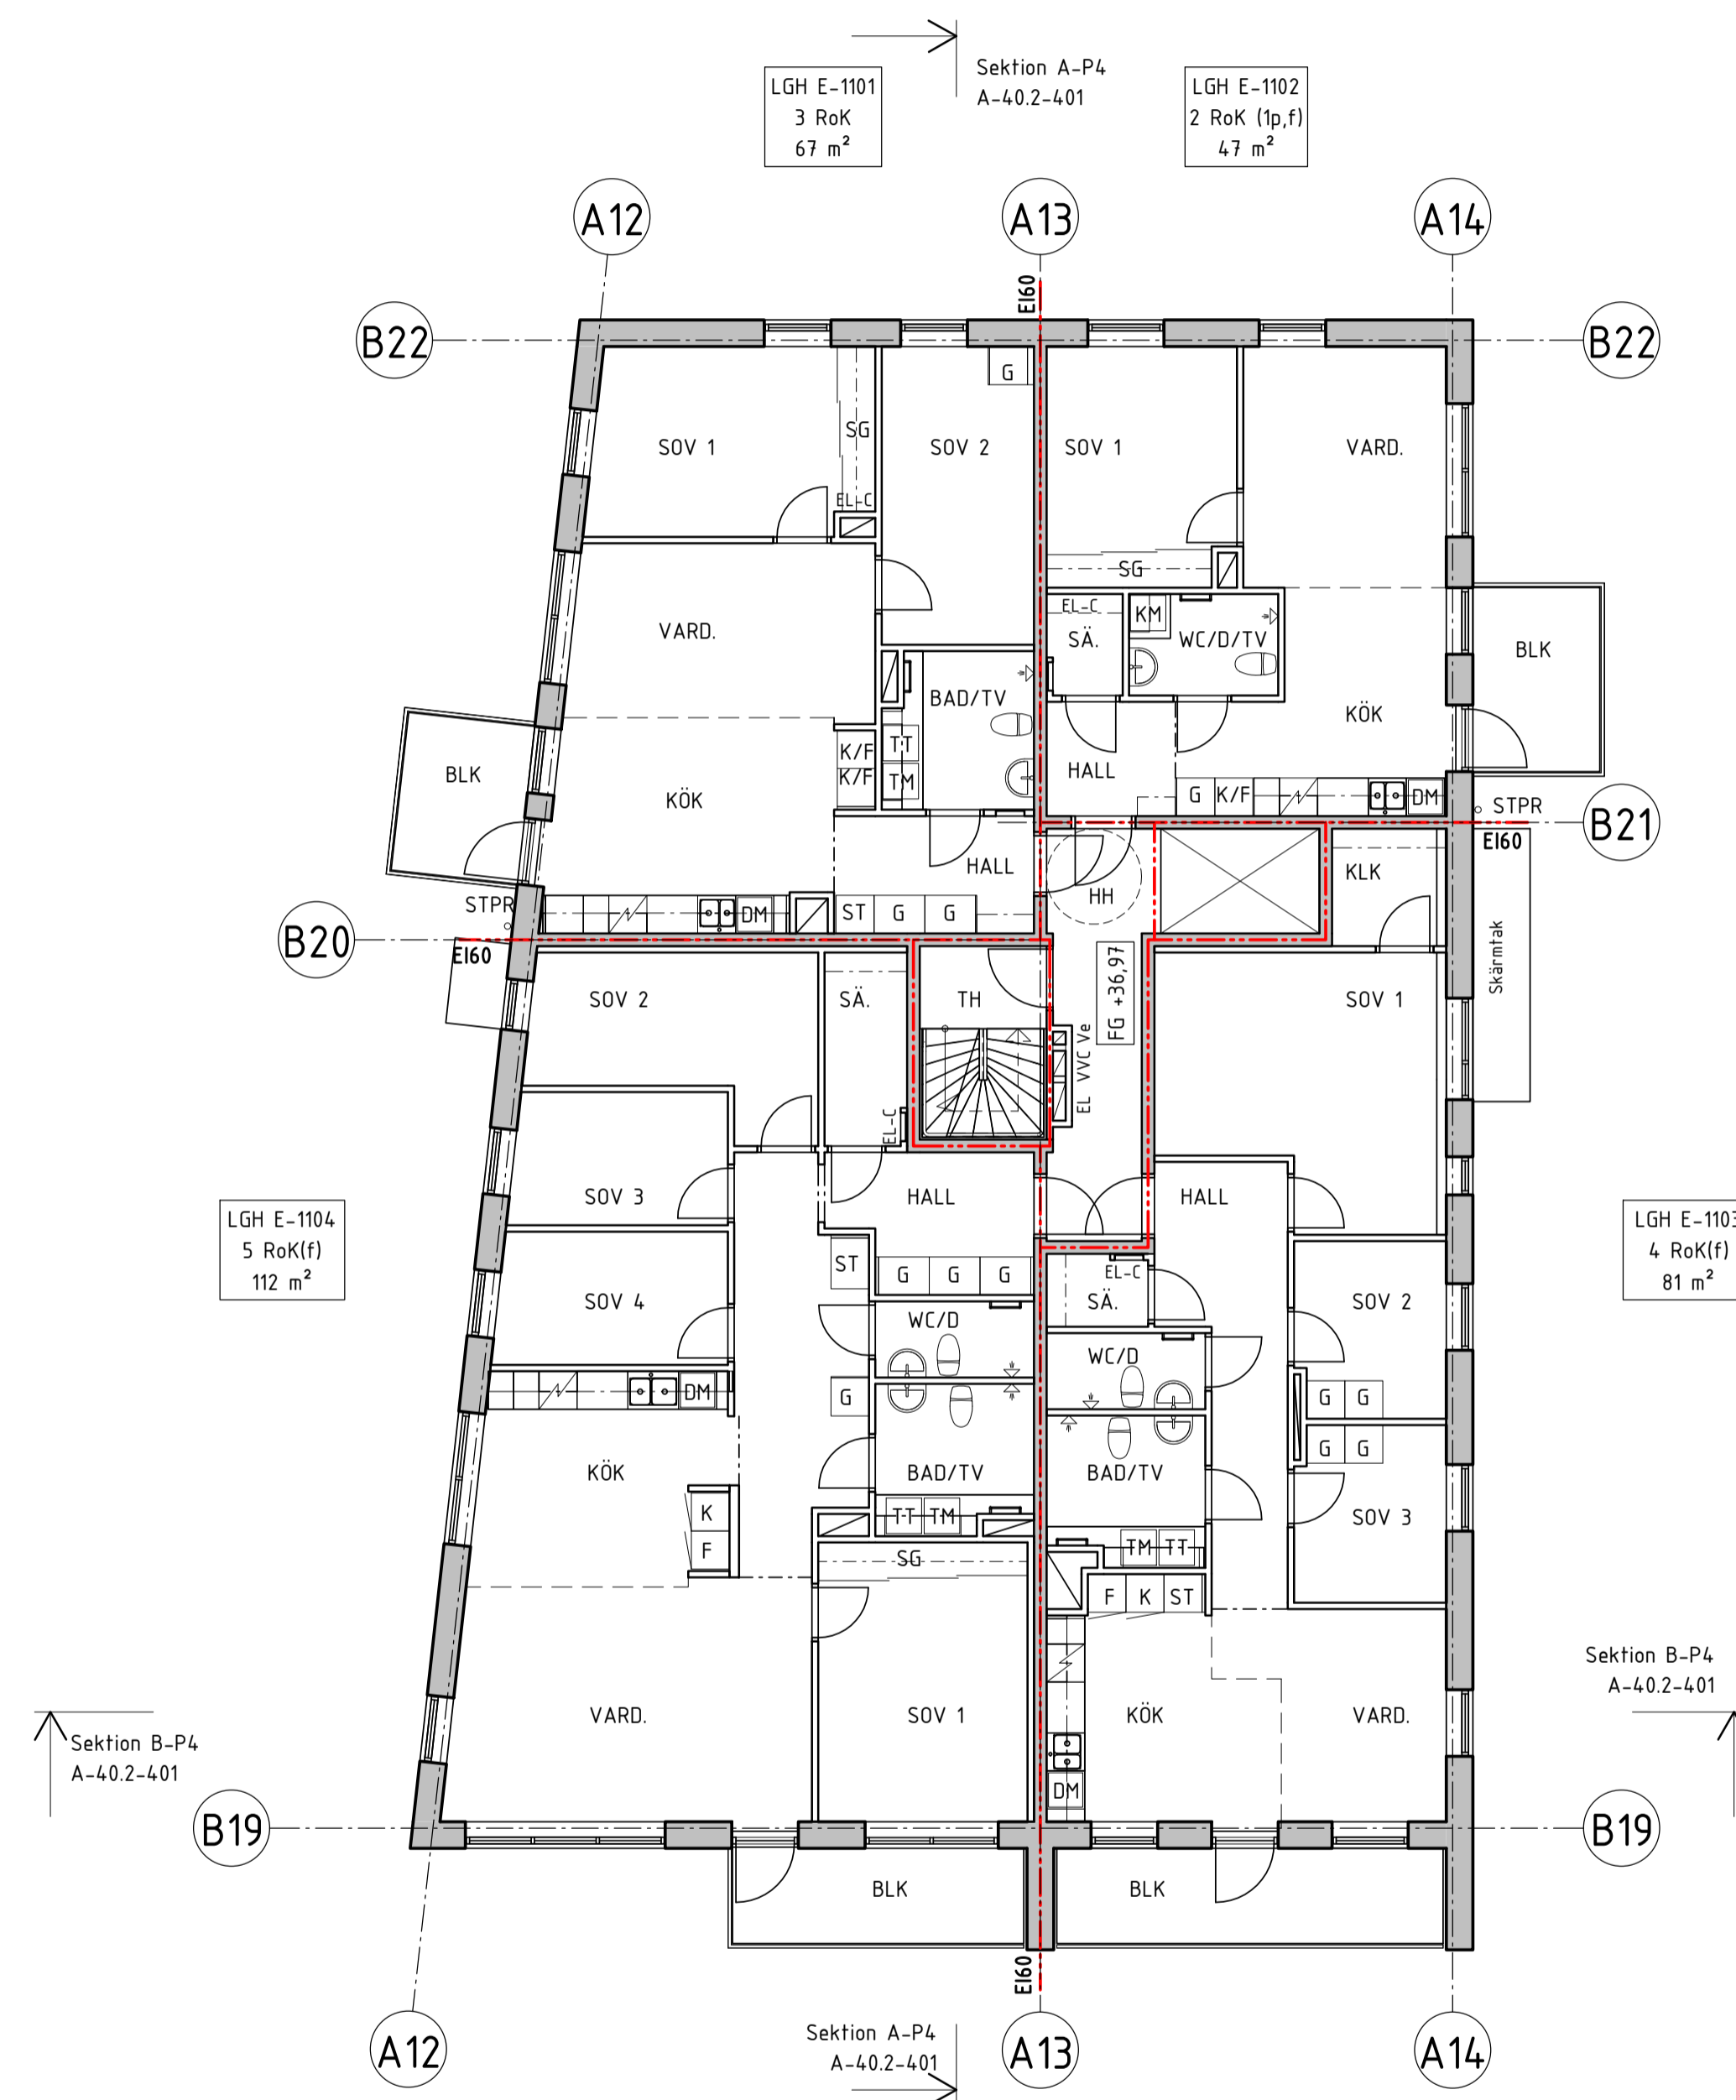 Sektion A-P4
A-40.2-401
LGH E-1101
3 RoK
67 m²
LGH E-1102
2 RoK (1p,f)
47 m²
A12
A13
A14
EI60
B22
B22
G
SOV 1
SG
SOV 2
SOV 1
VARD.
EL-C
SG
EL-C
KM
SÄ.
WC/D/TV
VARD.
BLK
BAD/TV
KÖK
K/F
TT
K/F
TM
BLK
KÖK
HALL
G
K/F
DM
STPR
B21
EI60
HALL
HH
KLK
STPR
DM
ST
G
G
B20
EI60
Skärmtak
FG +36,97
SOV 2
SÄ.
TH
SOV 1
EL VVC Ve
EL-C
SOV 3
HALL
HALL
LGH E-1104
5 RoK(f)
112 m²
LGH E-1103
4 RoK(f)
81 m²
ST
G
G
G
EL-C
SOV 4
SÄ.
SOV 2
WC/D
WC/D
DM
G
G
G
G
G
KÖK
BAD/TV
BAD/TV
K
TT
TM
SOV 3
F
TM
TT
SG
F
K
ST
Sektion B-P4
A-40.2-401
VARD.
SOV 1
KÖK
VARD.
Sektion B-P4
A-40.2-401
DM
B19
B19
BLK
BLK
EI60
Sektion A-P4
A-40.2-401
A12
A13
A14